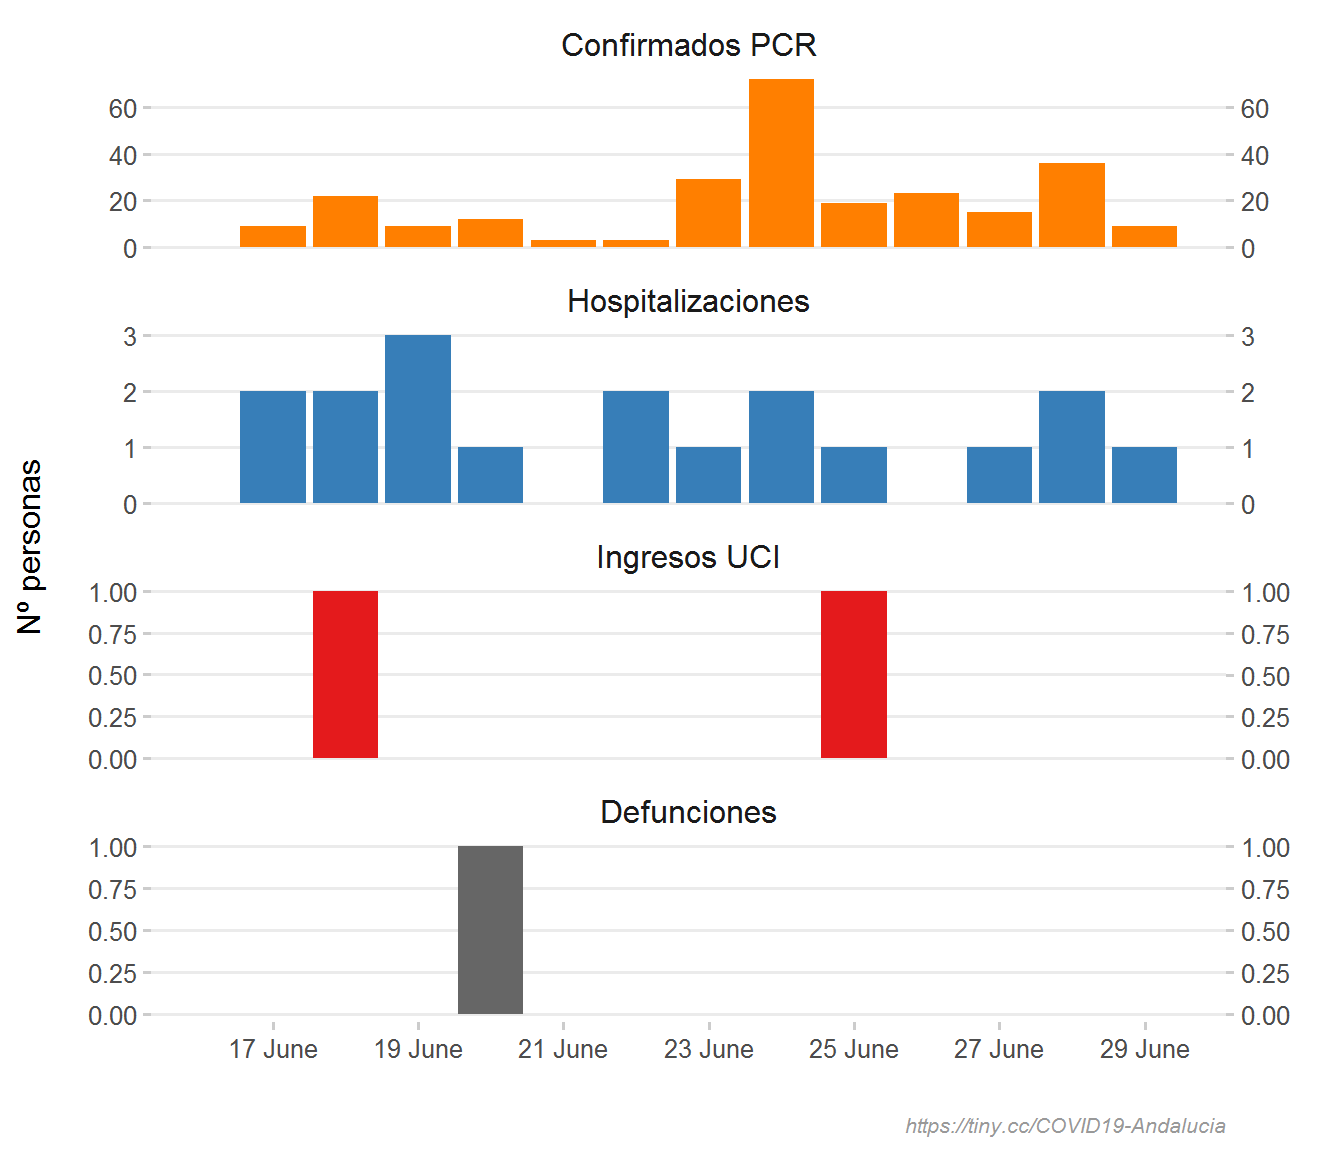 Confirmados PCR
60 60
40 40
20 20
0 0
Hospitalizaciones
3 3
2 2
1 1
0 0
Nº personas
Ingresos UCI
1.00 1.00
0.75 0.75
0.50 0.50
0.25 0.25
0.00 0.00
Defunciones
1.00 1.00
0.75 0.75
0.50 0.50
0.25 0.25
0.00 0.00
17 June 19 June 21 June 23 June 25 June 27 June 29 June
https://tiny.cc/COVID19-Andalucia